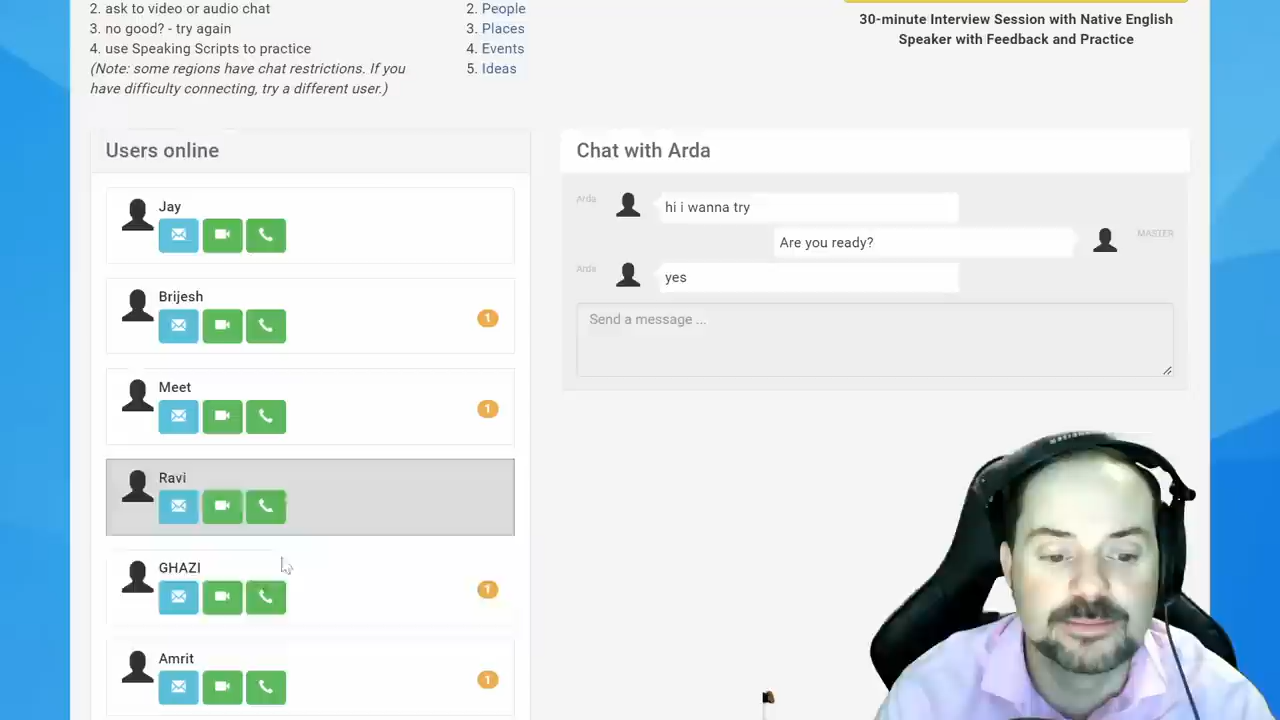 2. ask to video or audio chat
3. no good? - try again
4. use Speaking Scripts to practice
(Note: some regions have chat restrictions. If you
have difficulty connecting, try a different user.)
2. People
3. Places
4. Events
5. Ideas
30-minute Interview Session with Native English
Speaker with Feedback and Practice
Users online
Jay
Brijesh
1
Meet
1
Ravi
GHAZI
1
Amrit
1
Chat with Arda
Arda
hi i wanna try
Are you ready?
MASTER
Arda
yes
Send a message ...